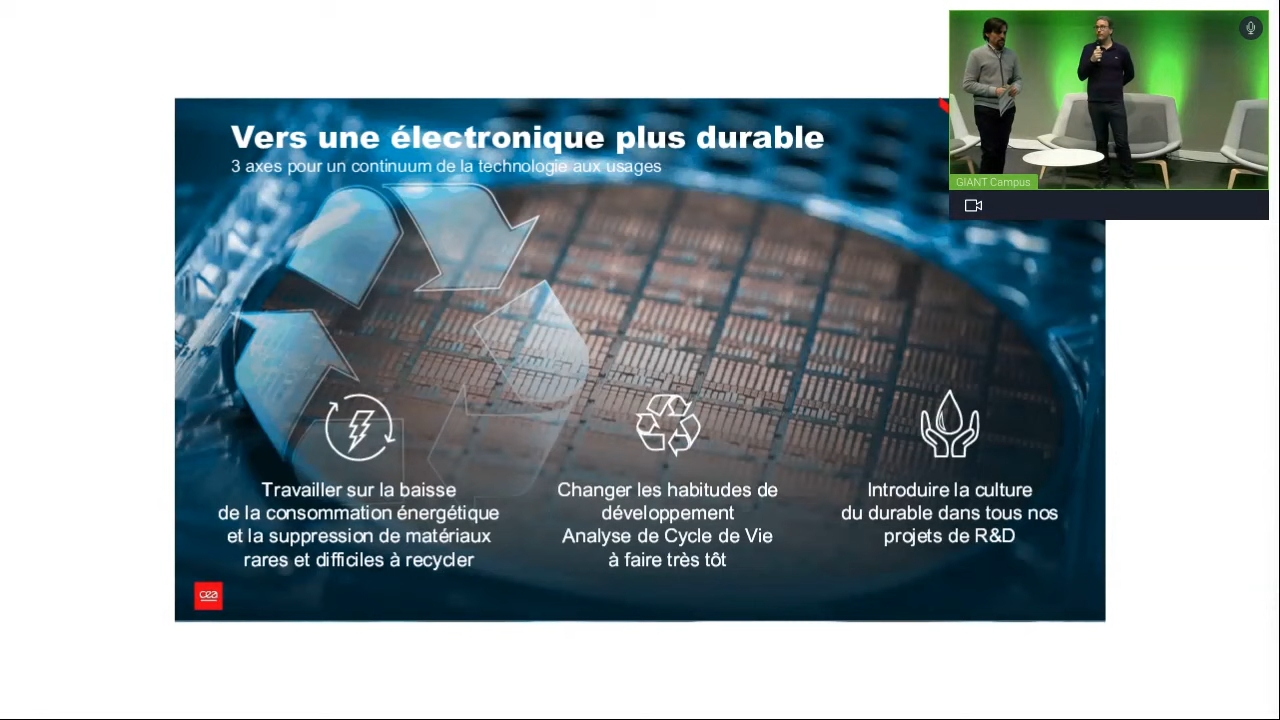 Vers une électronique plus durable
3 axes pour un continuum de la technologie aux usages
GIANT Campus
Travailler sur la baisse
de la consommation énergétique
et la suppression de matériaux
rares et difficiles à recycler
Changer les habitudes de
développement
Analyse de Cycle de Vie
à faire très tôt
Introduire la culture
du durable dans tous nos
projets de R&D
cea